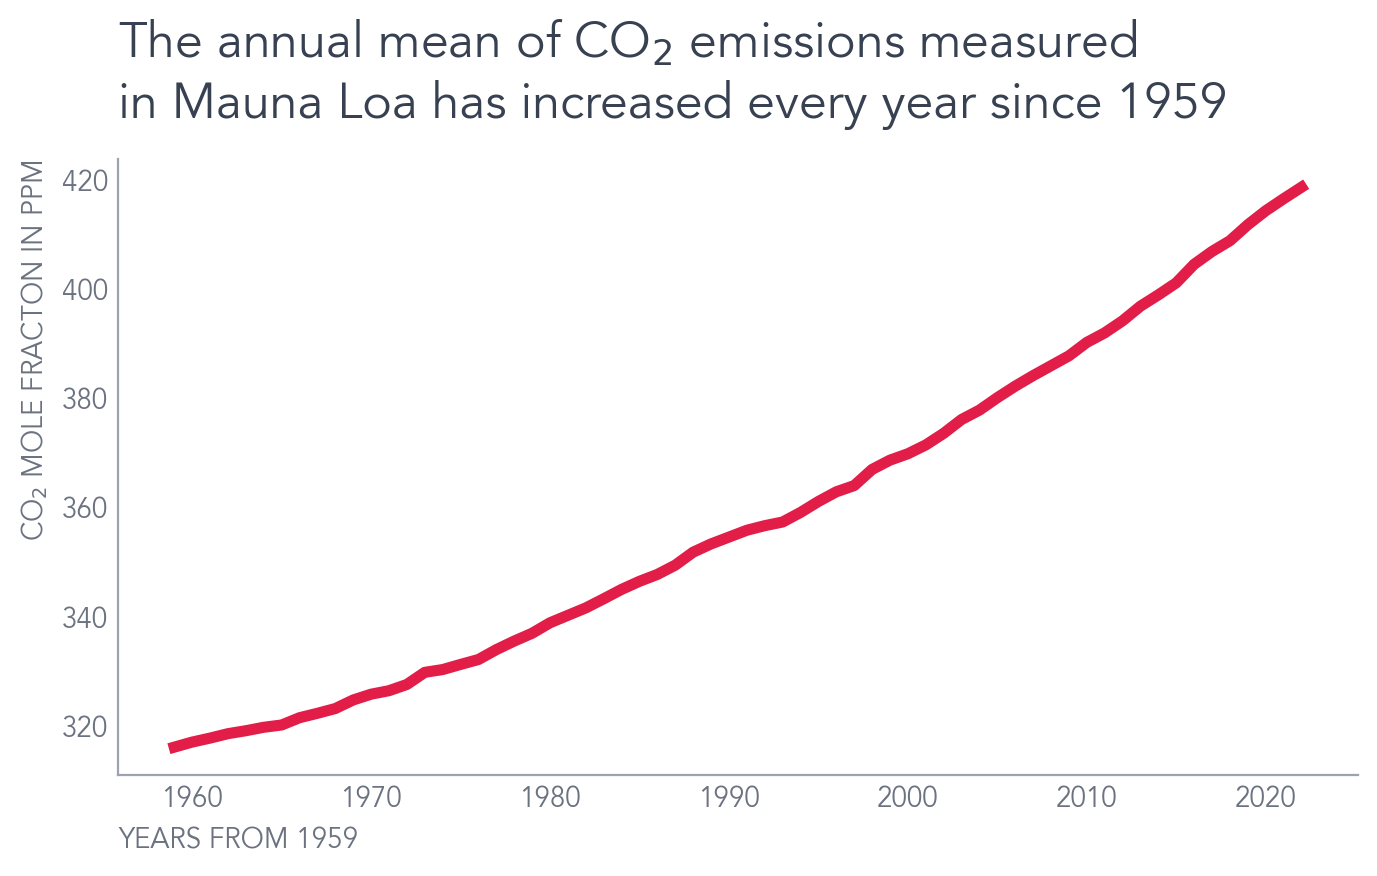 The annual mean of CO₂ emissions measured
in Mauna Loa has increased every year since 1959
CO₂ MOLE FRACTON IN PPM
420
400
380
360
340
320
1960 1970 1980 1990 2000 2010 2020
YEARS FROM 1959